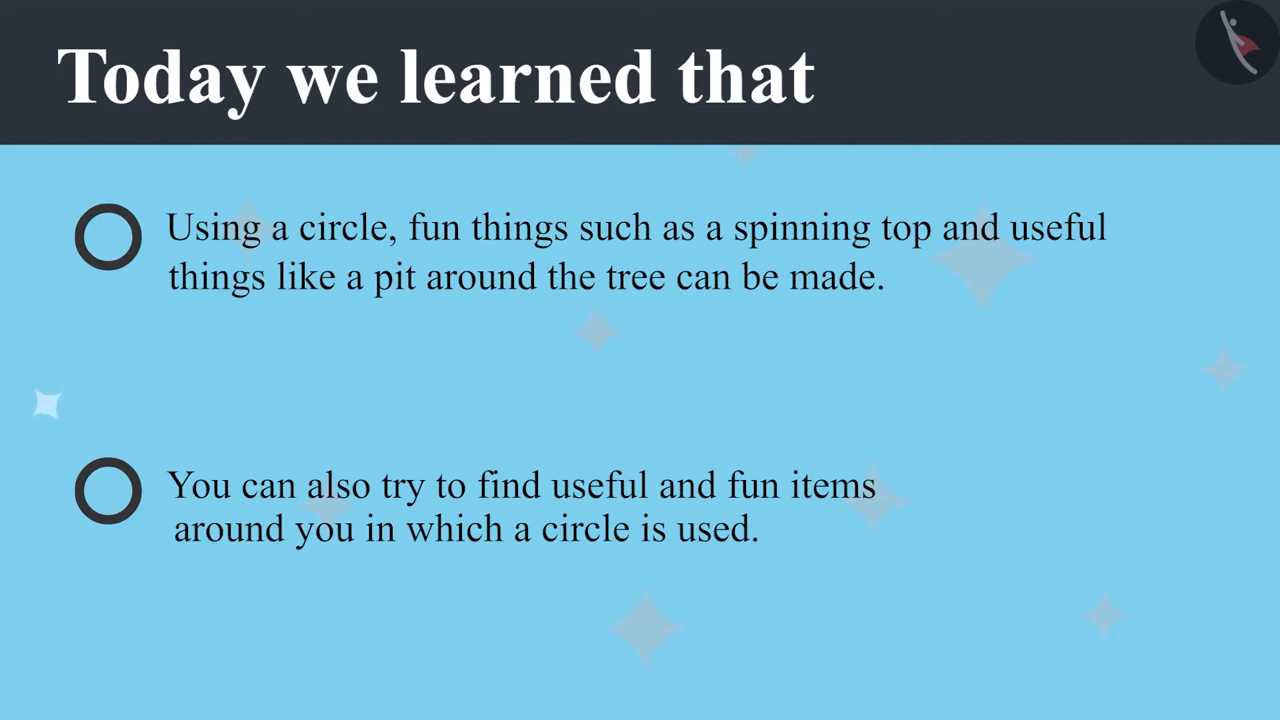 Today we learned that
Using a circle, fun things such as a spinning top and useful
things like a pit around the tree can be made.
You can also try to find useful and fun items
around you in which a circle is used.